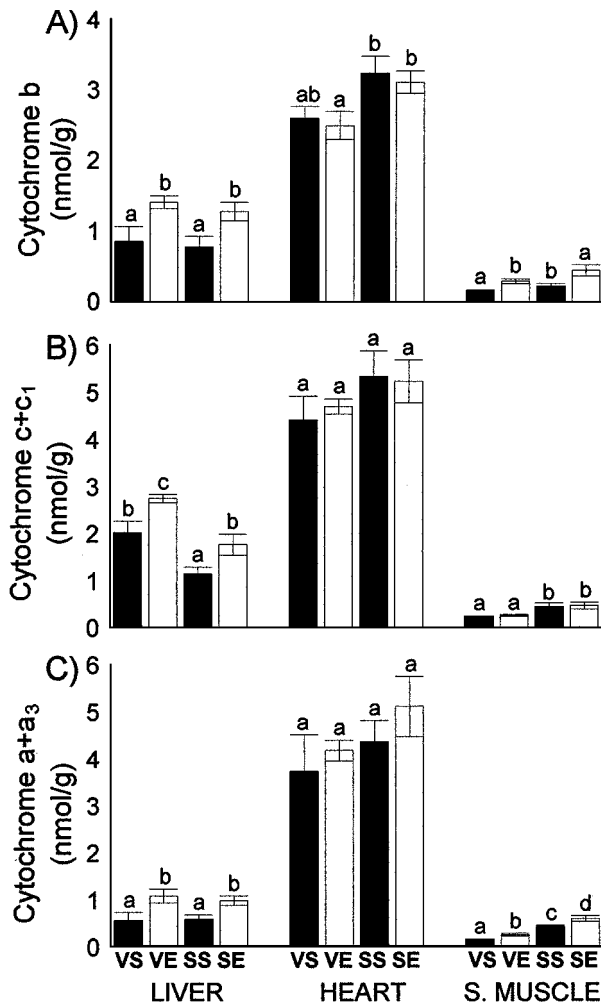 A)
Cytochrome b
(nmol/g)
4
3
2
1
0
a b a b
ab a b b
a b b a
B)
Cytochrome c+c1
(nmol/g)
6
5
4
3
2
1
0
b c a b
a a a a
a a b b
C)
Cytochrome a+a3
(nmol/g)
6
5
4
3
2
1
0
a b a b
a a a a
a b c d
VS VE SS SE VS VE SS SE VS VE SS SE
LIVER HEART S. MUSCLE